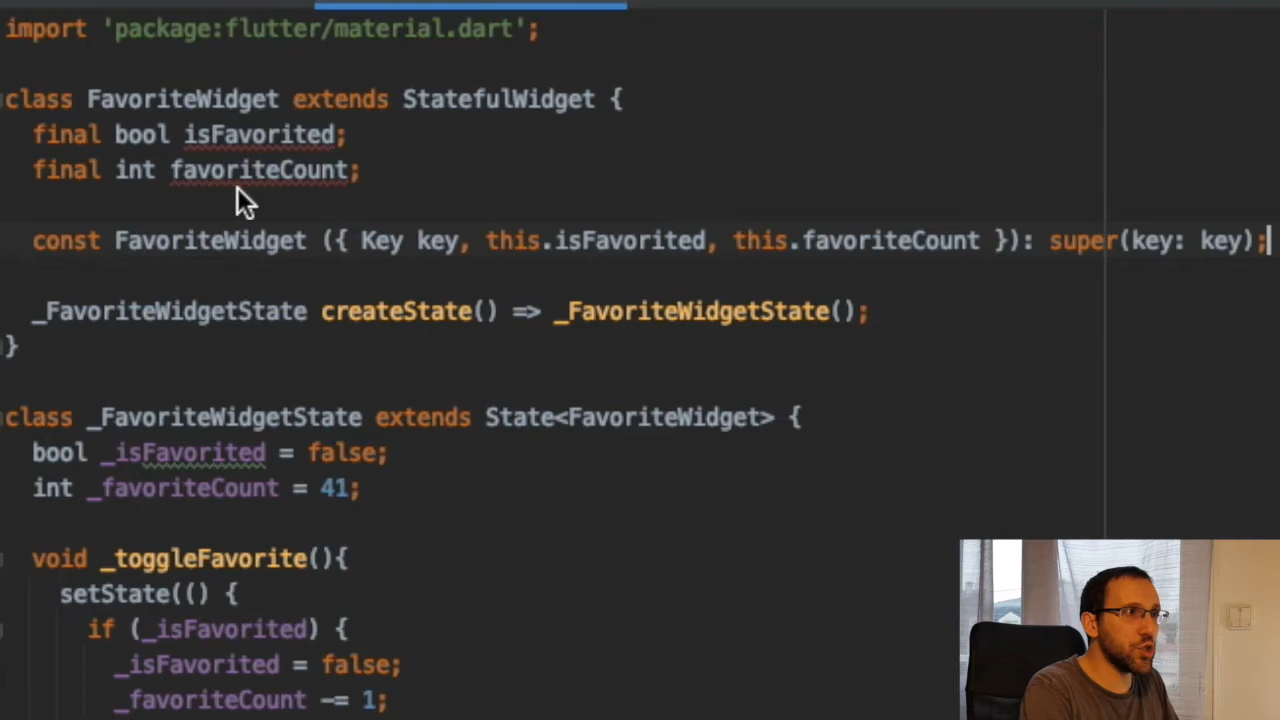 import 'package:flutter/material.dart';
class FavoriteWidget extends StatefulWidget {
final bool isFavorited;
final int favoriteCount;
const FavoriteWidget ({ Key key, this.isFavorited, this.favoriteCount }): super(key: key);
_FavoriteWidgetState createState() => _FavoriteWidgetState();
}
class _FavoriteWidgetState extends State<FavoriteWidget> {
bool _isFavorited = false;
int _favoriteCount = 41;
void _toggleFavorite(){
setState(() {
if (_isFavorited) {
_isFavorited = false;
_favoriteCount -= 1;